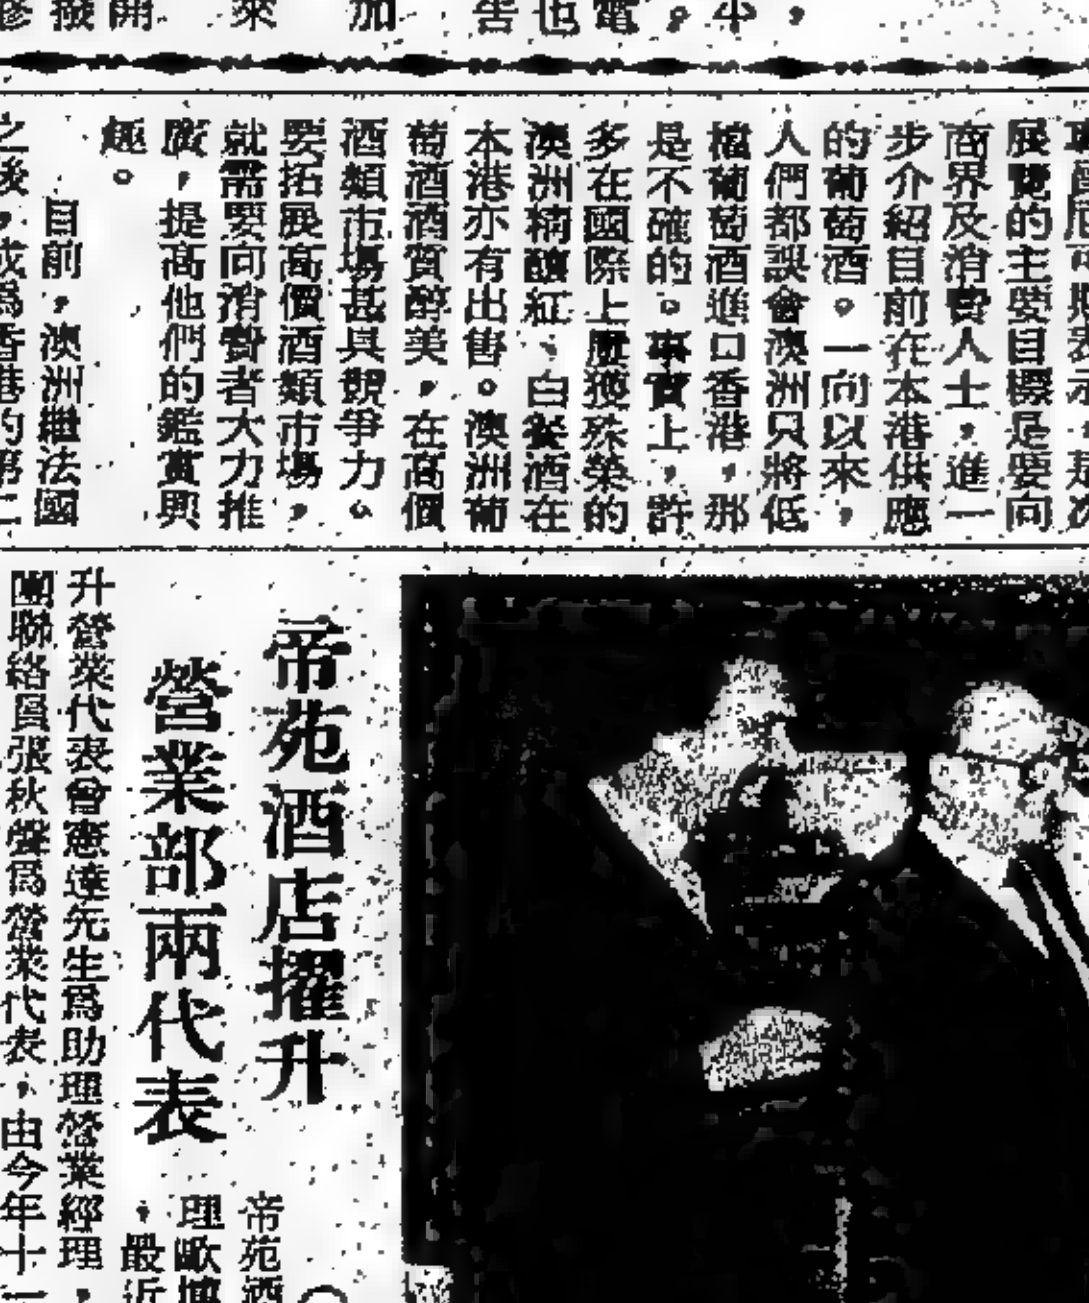 展覽的主要目標是要向
商界及消費人士,進一
步介紹目前在本港供應
的葡萄酒。一向以來,
人們都誤會澳洲只將低
檔葡萄酒進口香港,那
是不確的。事實上,許
多在國際上屢獲殊榮的
澳洲精釀紅、白餐酒在
本港亦有出售。澳洲葡
萄酒酒質醇美,在高價
酒類市場甚具競爭力。
要拓展高價酒類市場,
就需要向消費者大力推
廣,提高他們的鑑賞興
趣。
目前,澳洲繼法國
之後,成爲香港的第二
帝苑酒店擢升
營業部兩代表
帝苑酒
理歐
,最近
升營業代表曾憲達先生爲助理營業經理,
團聯絡員張秋聲爲營業代表,由今年十一